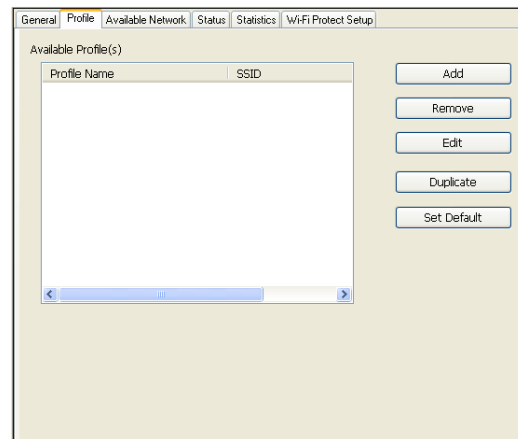 General Profile Available Network Status Statistics Wi-Fi Protect Setup
Available Profile(s)
Profile Name SSID
Add
Remove
Edit
Duplicate
Set Default